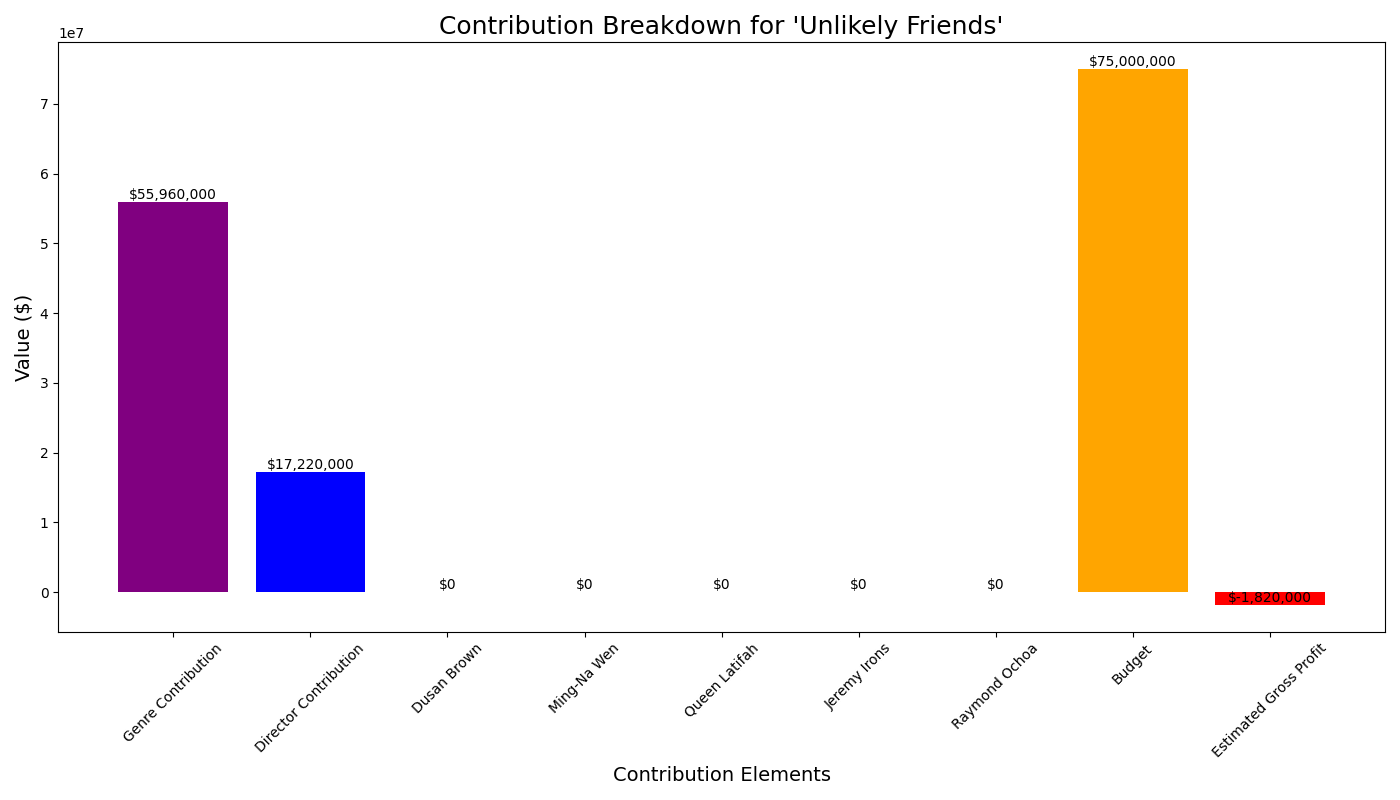 Contribution Breakdown for 'Unlikely Friends'
1e7
Value ($)
7
6
5
4
3
2
1
0
$55,960,000
$17,220,000
$0
$0
$0
$0
$0
$75,000,000
$-1,820,000
Genre Contribution
Director Contribution
Dusan Brown
Ming-Na Wen
Queen Latifah
Jeremy Irons
Raymond Ochoa
Budget
Estimated Gross Profit
Contribution Elements